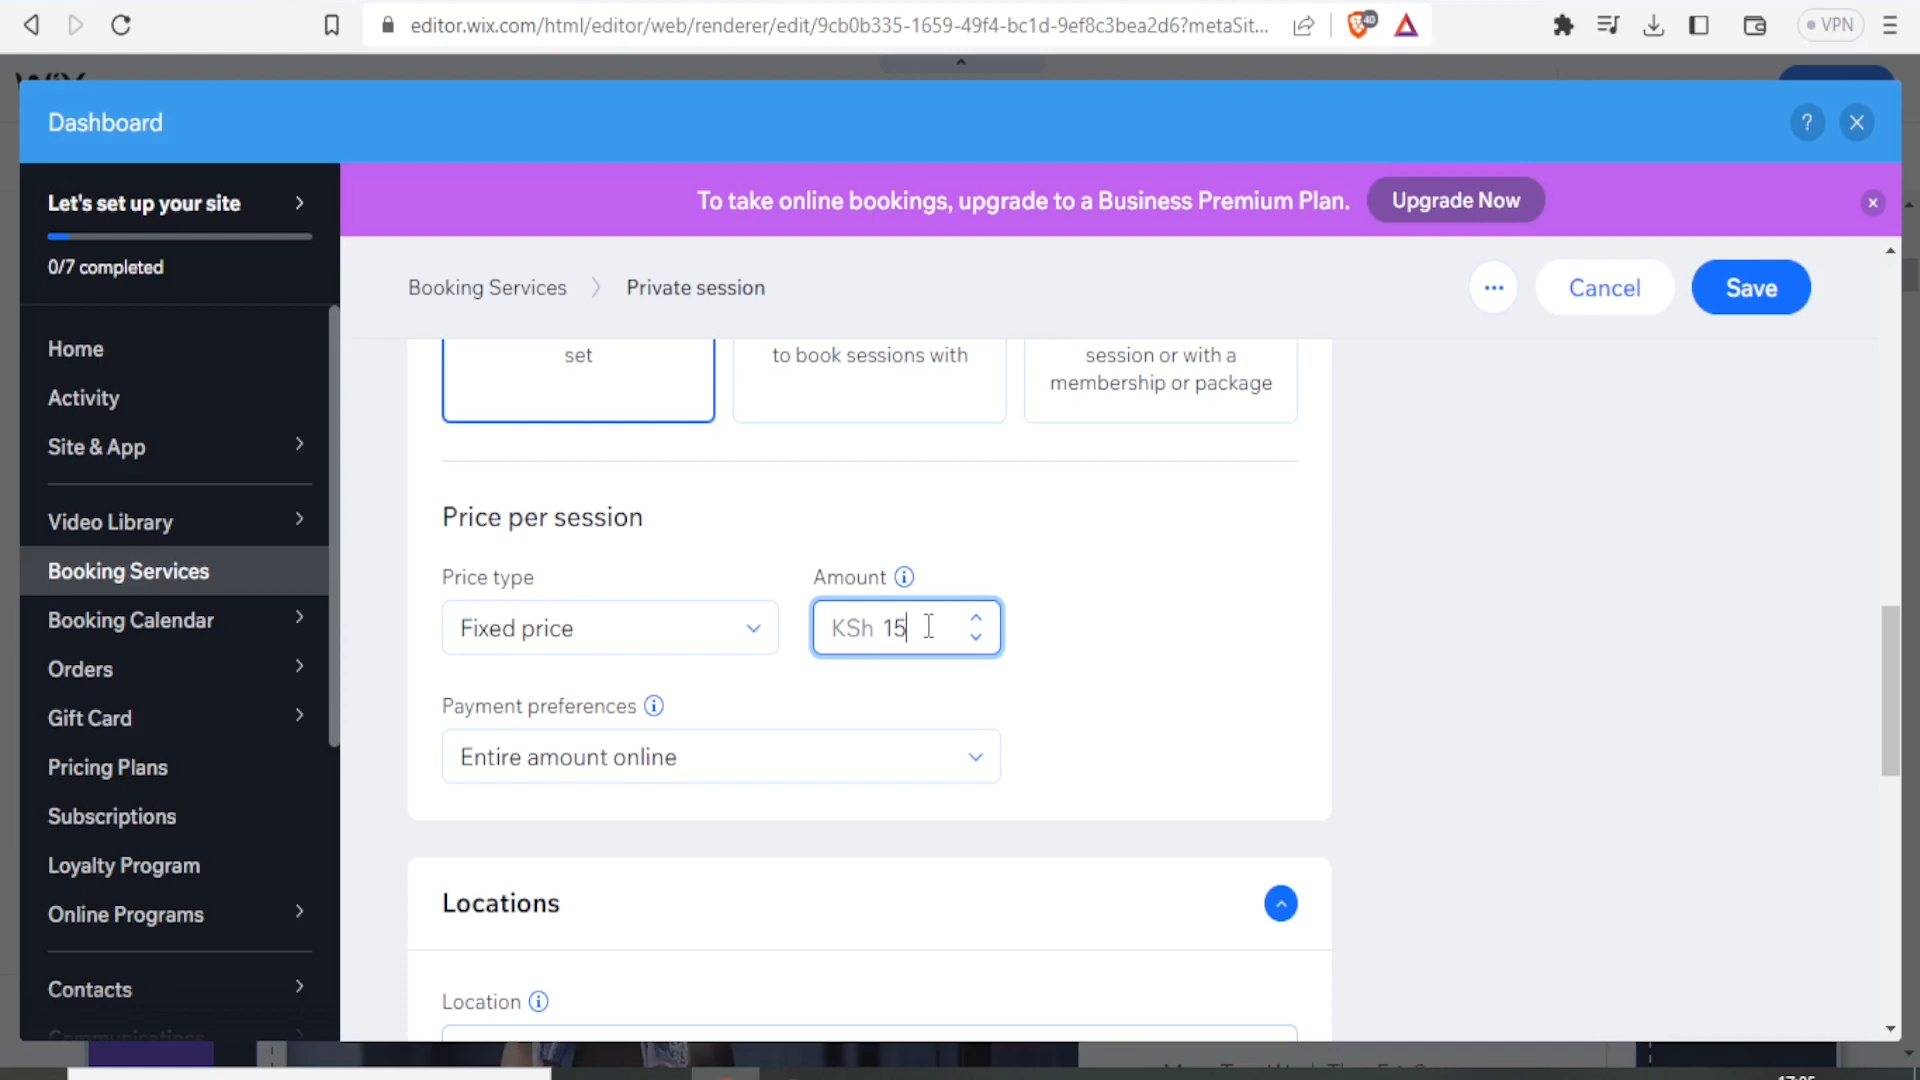 editor.wix.com/html/editor/web/renderer/edit/9cb0b335-1659-49f4-bc1d-9ef8c3bea2d6?metaSit...
40
VPN
Dashboard
?
Let's set up your site
0/7 completed
To take online bookings, upgrade to a Business Premium Plan.
Upgrade Now
Booking Services
Private session
Cancel
Save
Home
Activity
Site & App
Video Library
Booking Services
Booking Calendar
Orders
Gift Card
Pricing Plans
Subscriptions
Loyalty Program
Online Programs
Contacts
set
to book sessions with
session or with a
membership or package
Price per session
Price type
Amount
Fixed price
KSh 15
Payment preferences
Entire amount online
Locations
Location